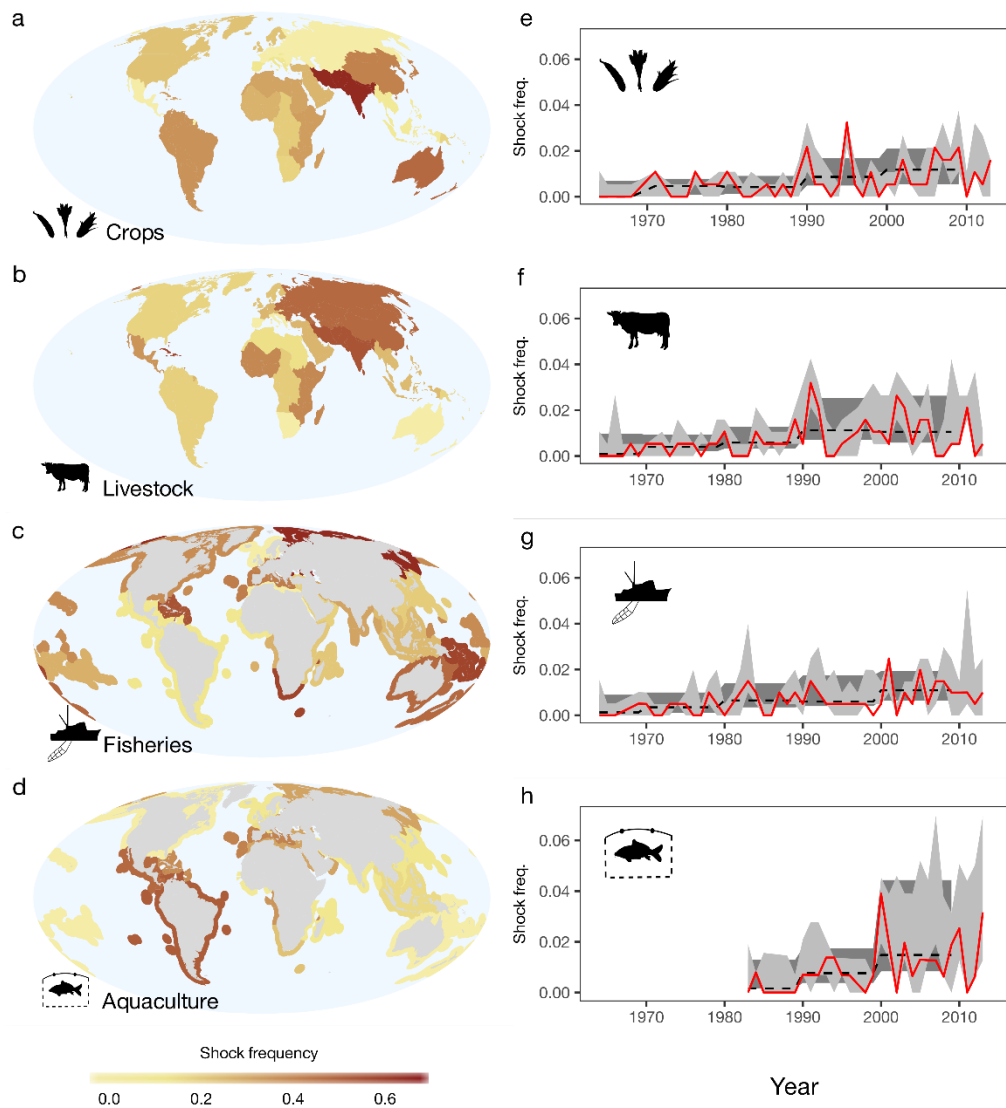 a
Crops
b
Livestock
c
Fisheries
d
Aquaculture
Shock frequency
0.0 0.2 0.4 0.6
e
Shock freq.
0.06
0.04
0.02
0.00
1970 1980 1990 2000 2010
f
Shock freq.
0.06
0.04
0.02
0.00
1970 1980 1990 2000 2010
g
Shock freq.
0.06
0.04
0.02
0.00
1970 1980 1990 2000 2010
h
Shock freq.
0.06
0.04
0.02
0.00
1970 1980 1990 2000 2010
Year